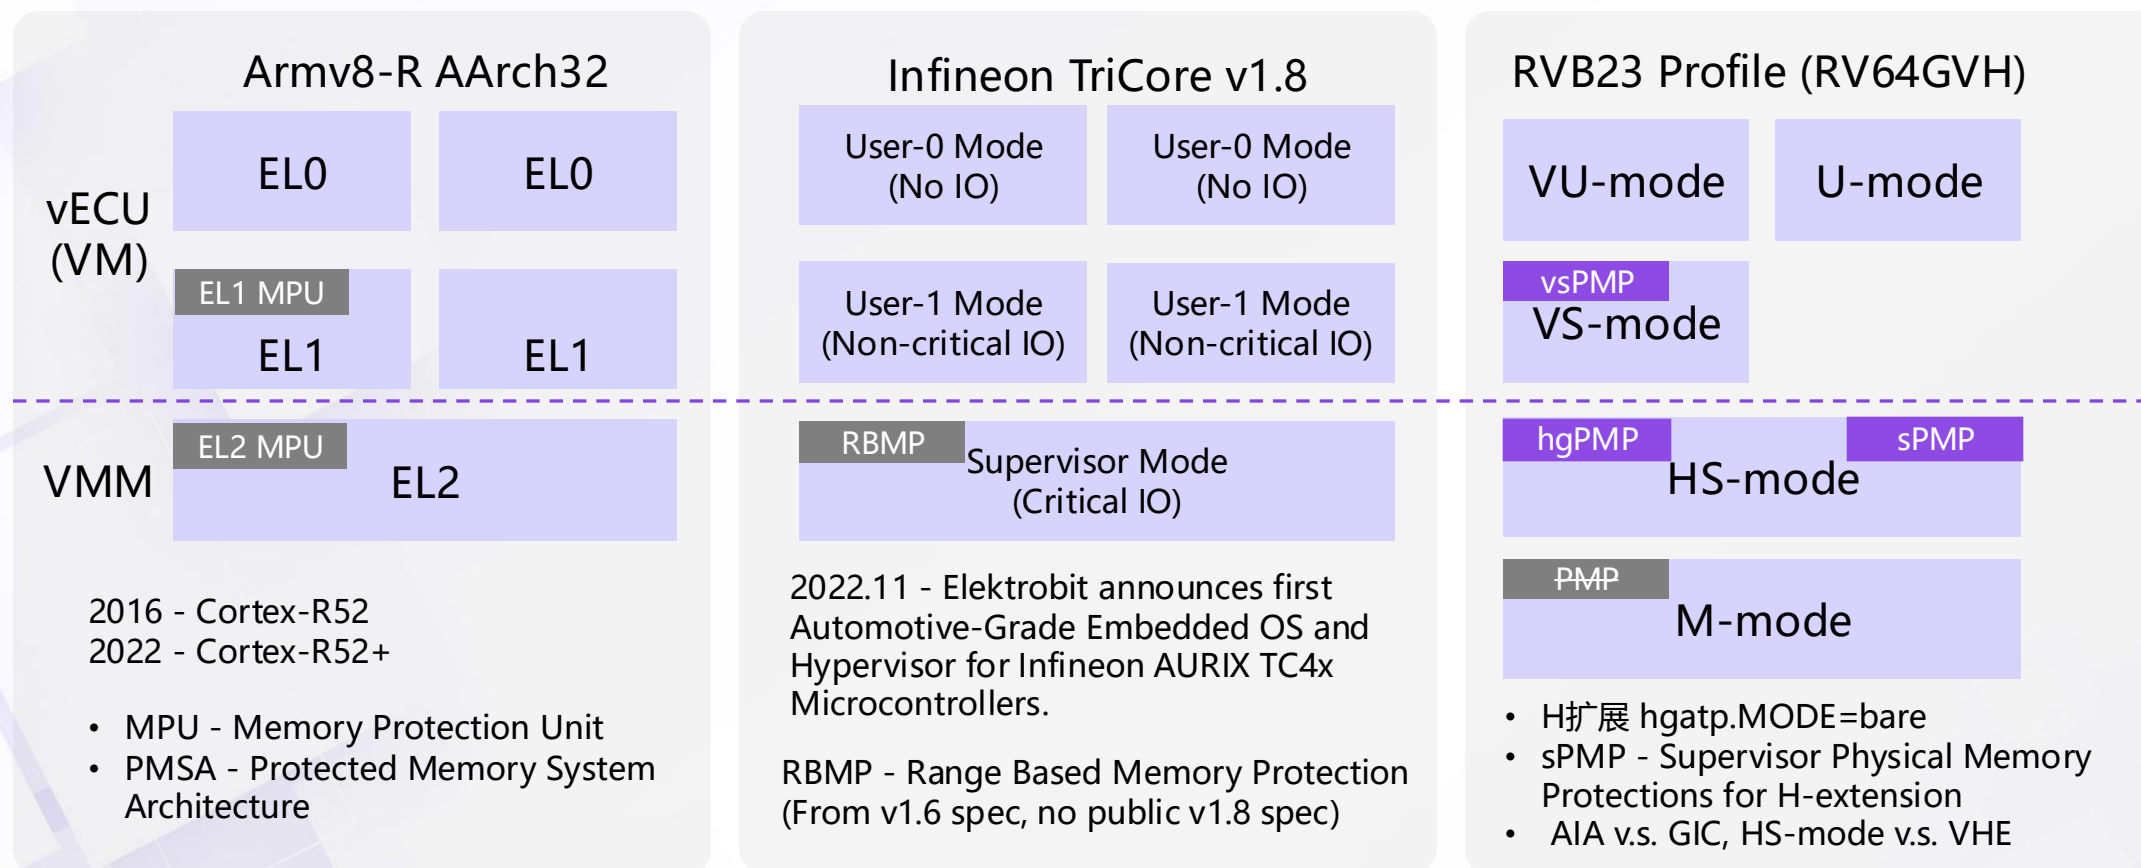 Armv8-R AArch32
vECU
(VM)
EL0
EL0
EL1 MPU
EL1
EL1
VMM
EL2 MPU
EL2
2016 - Cortex-R52
2022 - Cortex-R52+
• MPU - Memory Protection Unit
• PMSA - Protected Memory System
Architecture
Infineon TriCore v1.8
User-0 Mode
(No IO)
User-0 Mode
(No IO)
User-1 Mode
(Non-critical IO)
User-1 Mode
(Non-critical IO)
RBMP
Supervisor Mode
(Critical IO)
2022.11 - Elektrobit announces first
Automotive-Grade Embedded OS and
Hypervisor for Infineon AURIX TC4x
Microcontrollers.
RBMP - Range Based Memory Protection
(From v1.6 spec, no public v1.8 spec)
RVB23 Profile (RV64GVH)
VU-mode
U-mode
vsPMP
VS-mode
hgPMP
sPMP
HS-mode
PMP
M-mode
• H扩展 hgatp.MODE=bare
• sPMP - Supervisor Physical Memory
Protections for H-extension
• AIA v.s. GIC, HS-mode v.s. VHE